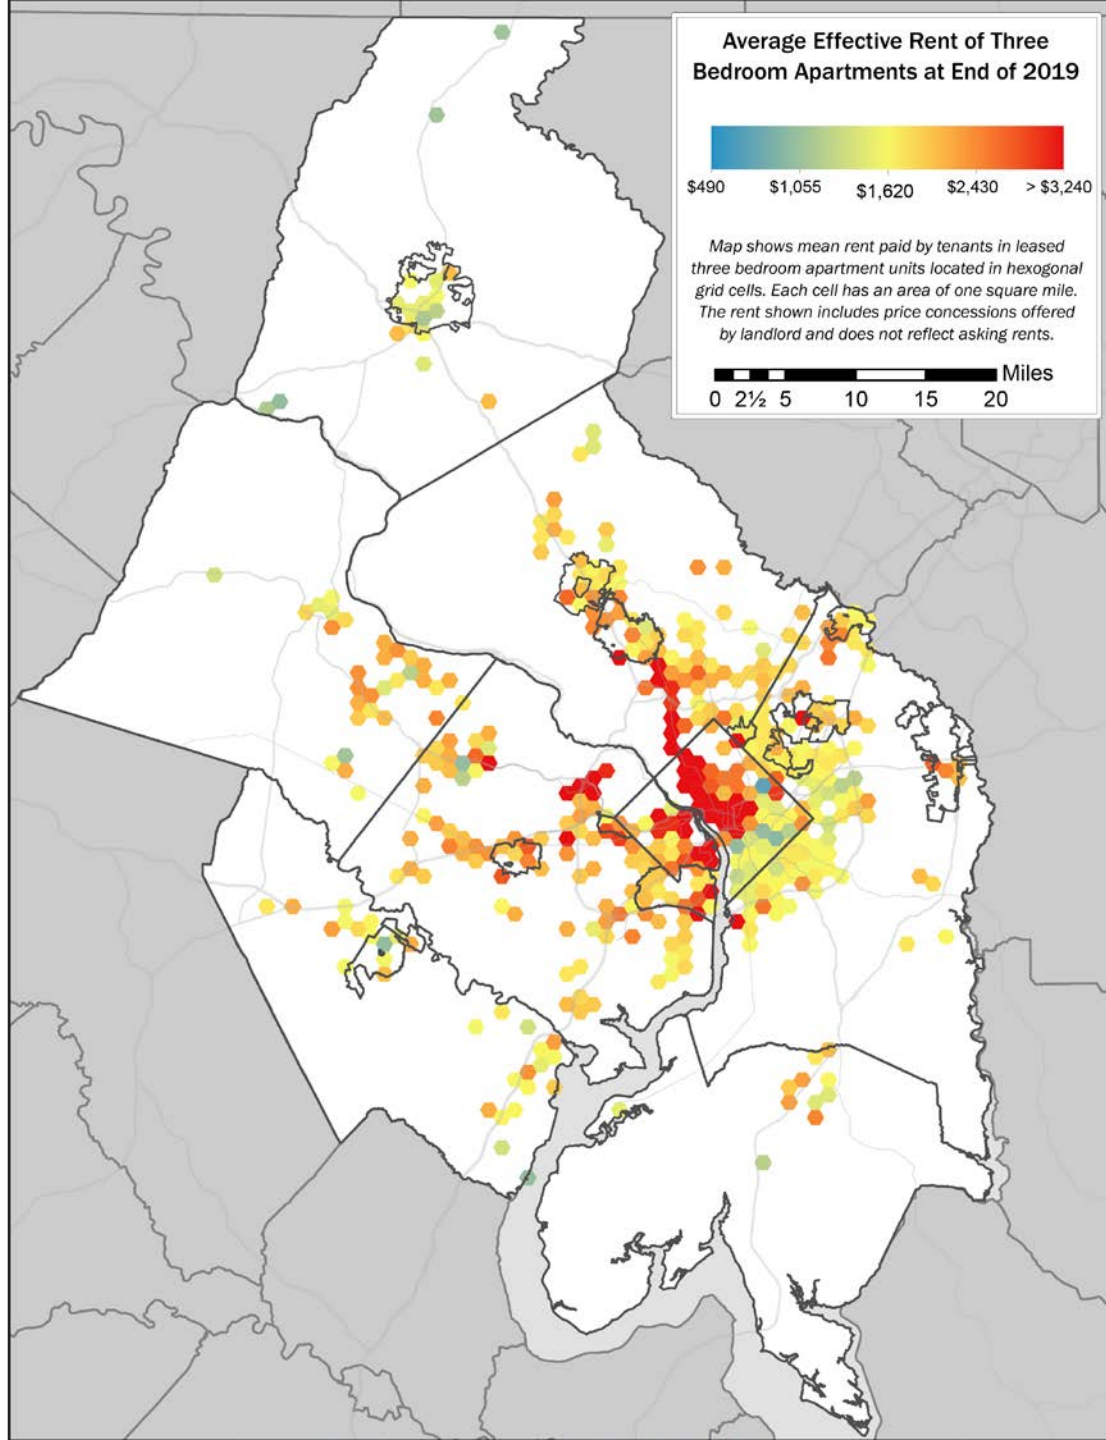 Average Effective Rent of Three
Bedroom Apartments at End of 2019
$490 $1,055 $1,620 $2,430 > $3,240
Map shows mean rent paid by tenants in leased
three bedroom apartment units located in hexogonal
grid cells. Each cell has an area of one square mile.
The rent shown includes price concessions offered
by landlord and does not reflect asking rents.
Miles
0 2½ 5 10 15 20